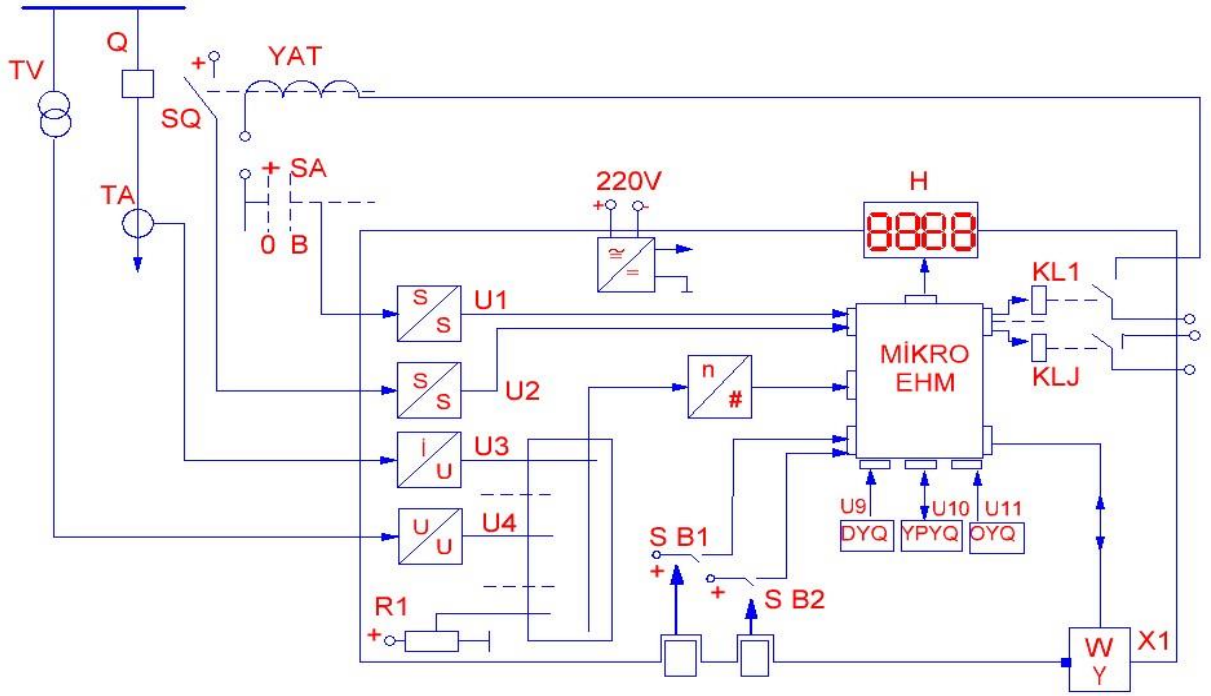 Q
YAT
TV
+
SQ
+ SA
220V
H
TA
+ -
0 B
8888
≅
=
KL1
S
S
U1
MİKRO
EHM
S
S
U2
n
#
KLJ
İ
U
U3
U
U
U4
U9
U10
U11
DYQ
YPYQ
OYQ
S B1
+
+
S B2
R1
+
W
Y
X1